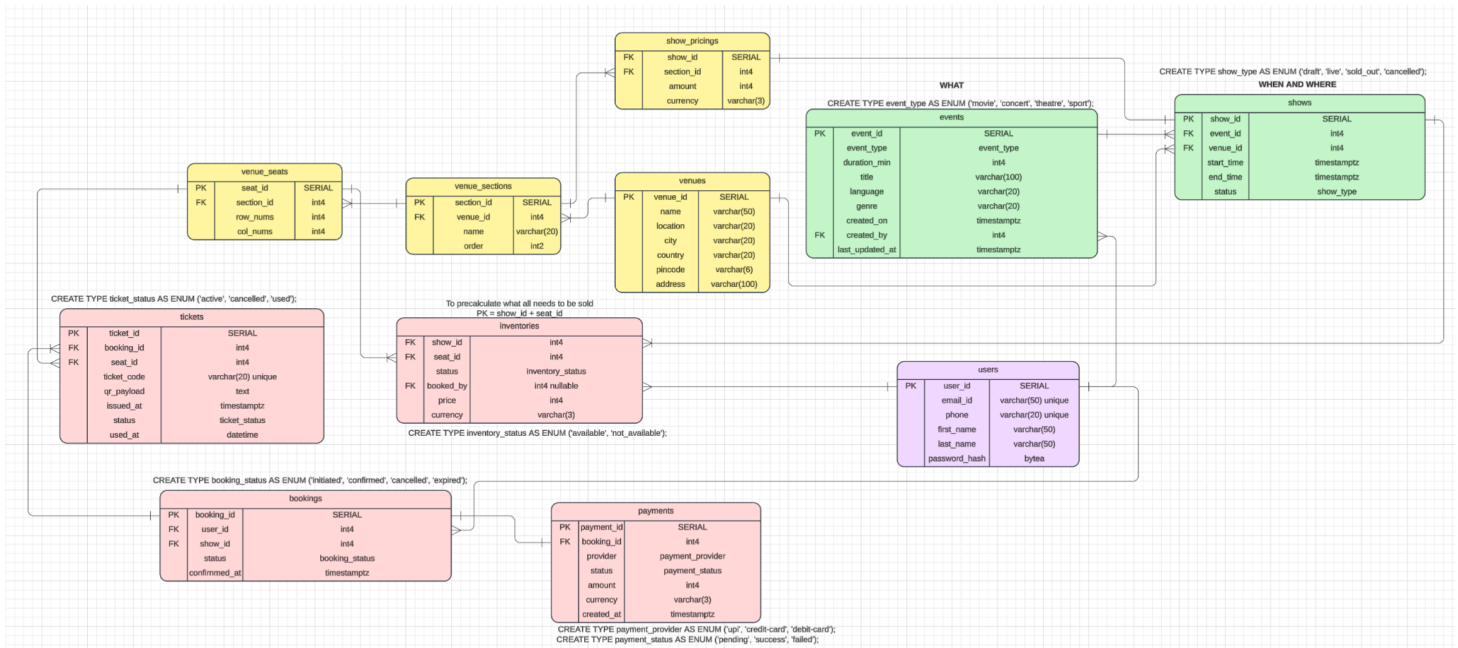 show_pricings
FK show_id SERIAL
FK section_id int4
amount int4
currency varchar(3)
WHAT
CREATE TYPE event_type AS ENUM ('movie', 'concert', 'theatre', 'sport');
events
PK event_id SERIAL
event_type event_type
duration_min int4
title varchar(100)
language varchar(20)
genre varchar(20)
created_on timestamptz
FK created_by int4
last_updated_at timestamptz
CREATE TYPE show_type AS ENUM ('draft', 'live', 'sold_out', 'cancelled');
WHEN AND WHERE
shows
PK show_id SERIAL
FK event_id int4
FK venue_id int4
start_time timestamptz
end_time timestamptz
status show_type
venue_seats
PK seat_id SERIAL
FK section_id int4
row_nums int4
col_nums int4
venue_sections
PK section_id SERIAL
FK venue_id int4
name varchar(20)
order int2
venues
PK venue_id SERIAL
name varchar(50)
location varchar(20)
city varchar(20)
country varchar(20)
pincode varchar(6)
address varchar(100)
CREATE TYPE ticket_status AS ENUM ('active', 'cancelled', 'used');
tickets
PK ticket_id SERIAL
FK booking_id int4
FK seat_id int4
ticket_code varchar(20) unique
qr_payload text
issued_at timestamptz
status ticket_status
used_at datetime
To precalculate what all needs to be sold
PK = show_id + seat_id
inventories
FK show_id int4
FK seat_id int4
status inventory_status
FK booked_by int4 nullable
price int4
currency varchar(3)
CREATE TYPE inventory_status AS ENUM ('available', 'not_available');
users
PK user_id SERIAL
email_id varchar(50) unique
phone varchar(20) unique
first_name varchar(50)
last_name varchar(50)
password_hash bytea
CREATE TYPE booking_status AS ENUM ('initiated', 'confirmed', 'cancelled', 'expired');
bookings
PK booking_id SERIAL
FK user_id int4
FK show_id int4
status booking_status
confirmmed_at timestamptz
payments
PK payment_id SERIAL
FK booking_id int4
provider payment_provider
status payment_status
amount int4
currency varchar(3)
created_at timestamptz
CREATE TYPE payment_provider AS ENUM ('upi', 'credit-card', 'debit-card');
CREATE TYPE payment_status AS ENUM ('pending', 'success', 'failed');